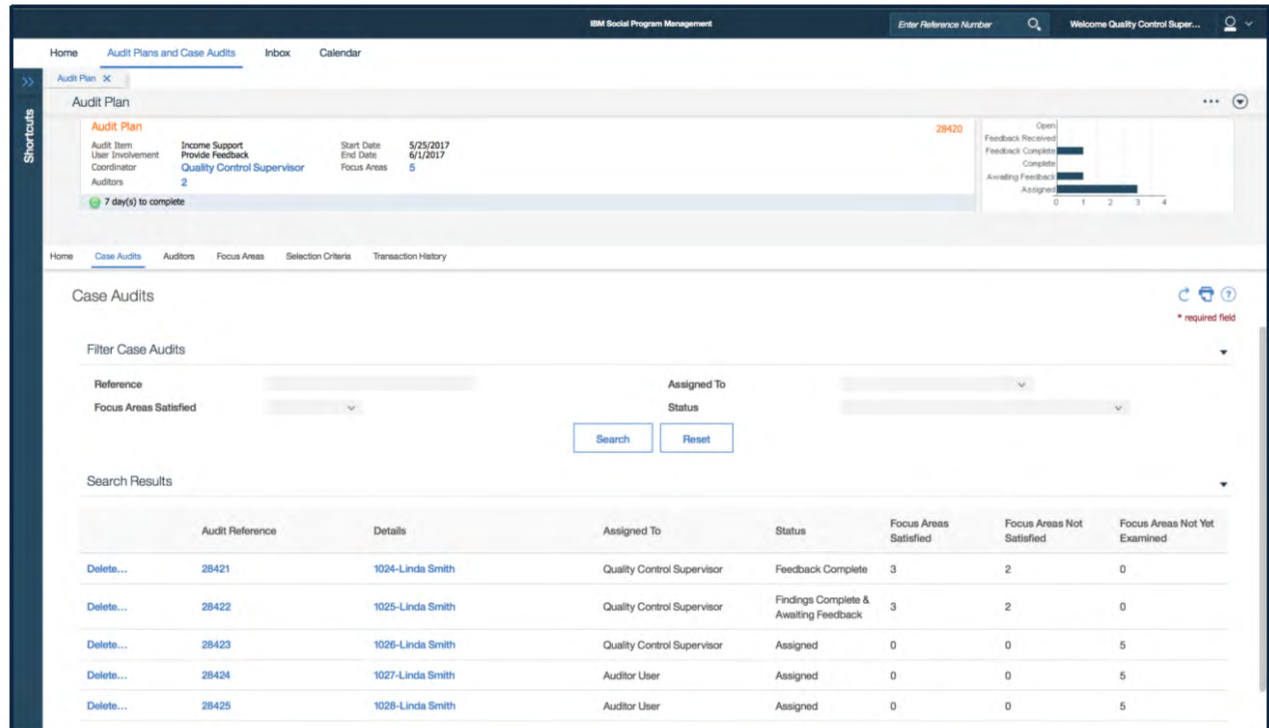 IBM Social Program Management
Enter Reference Number
Welcome Quality Control Super...
Home Audit Plans and Case Audits Inbox Calendar
Audit Plan
Shortcuts
Audit Plan
Audit Plan 28420
Audit Item Income Support Start Date 5/25/2017
User Involvement Provide Feedback End Date 6/1/2017
Coordinator Quality Control Supervisor Focus Areas 5
Auditors 2
7 day(s) to complete
Open
Feedback Received
Feedback Complete
Complete
Awaiting Feedback
Assigned
0 1 2 3 4
Home Case Audits Auditors Focus Areas Selection Criteria Transaction History
Case Audits
* required field
Filter Case Audits
Reference Assigned To
Focus Areas Satisfied Status
Search Reset
Search Results
Audit Reference Details Assigned To Status Focus Areas Satisfied Focus Areas Not Satisfied Focus Areas Not Yet Examined
Delete... 28421 1024-Linda Smith Quality Control Supervisor Feedback Complete 3 2 0
Delete... 28422 1025-Linda Smith Quality Control Supervisor Findings Complete & Awaiting Feedback 3 2 0
Delete... 28423 1026-Linda Smith Quality Control Supervisor Assigned 0 0 5
Delete... 28424 1027-Linda Smith Auditor User Assigned 0 0 5
Delete... 28425 1028-Linda Smith Auditor User Assigned 0 0 5